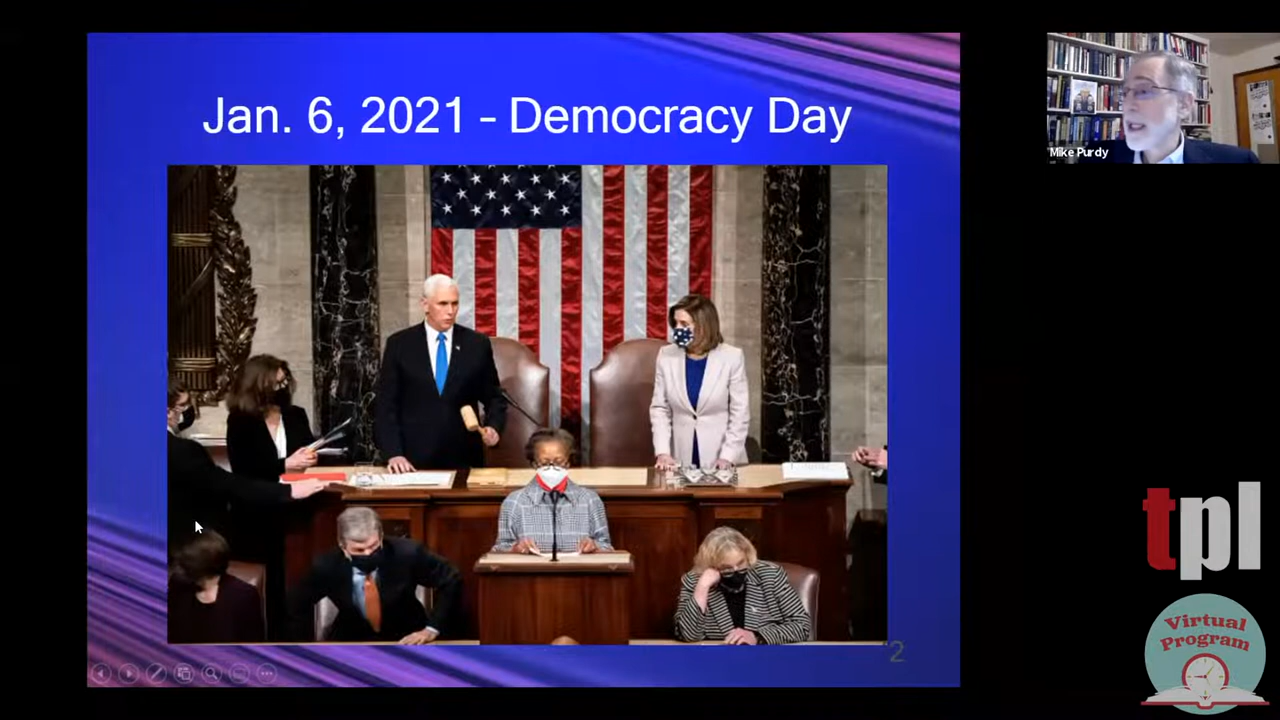 Jan. 6, 2021 – Democracy Day
Mike Purdy
2
tpl
Virtual
Program